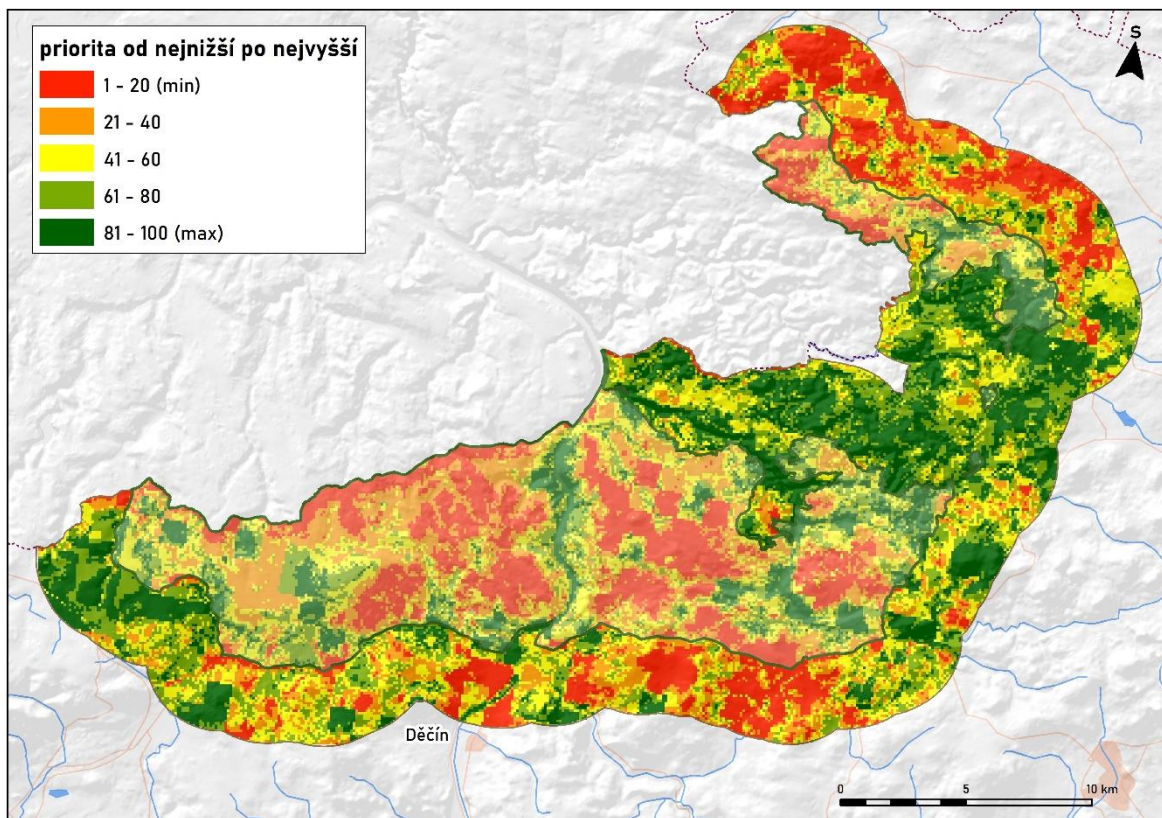 priorita od nejnižší po nejvyšší
1 - 20 (min)
21 - 40
41 - 60
61 - 80
81 - 100 (max)
S
Děčín
0 5 10 km